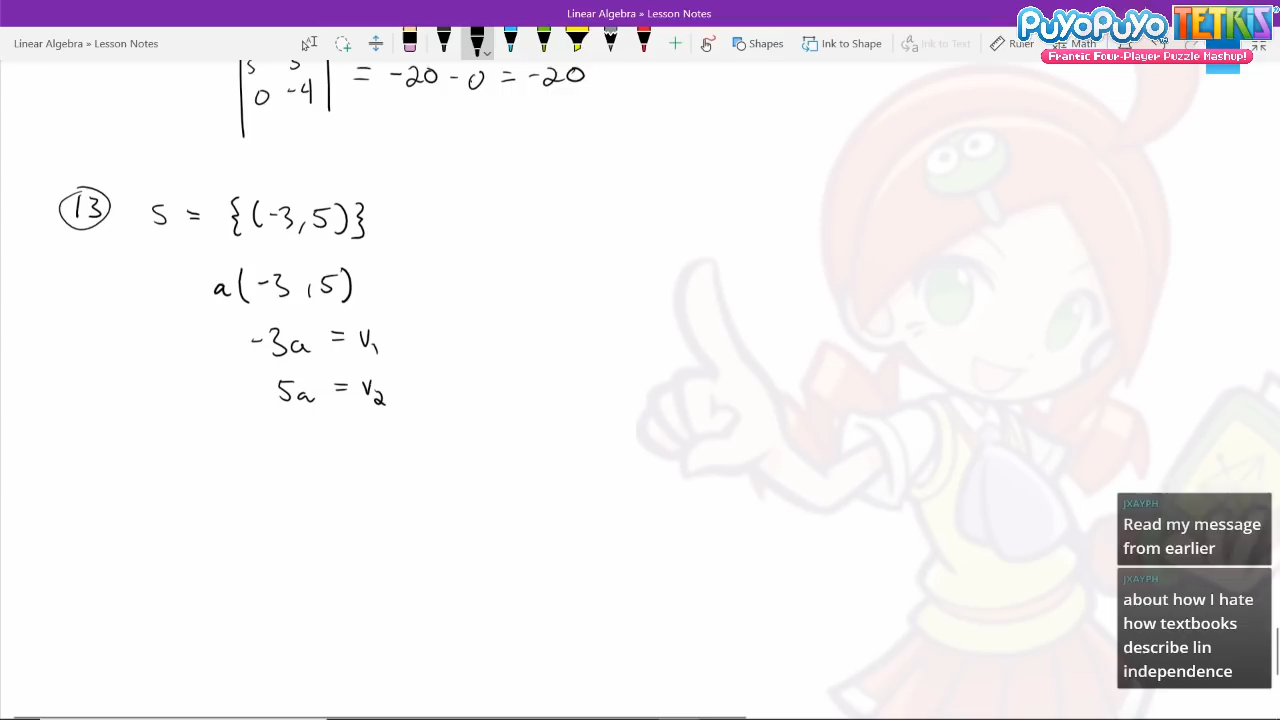 Linear Algebra » Lesson Notes
Linear Algebra » Lesson Notes
Shapes
Ink to Shape
Ink to Text
Ruler
Math
PUYOPUYO TETRIS
Frantic Four-Player Puzzle Mashup!
0 -4 = -20 - 0 = -20
13 S = {(-3, 5)}
a(-3, 5)
-3a = v₁
5a = v₂
JXAYPH
Read my message
from earlier
JXAYPH
about how I hate
how textbooks
describe lin
independence